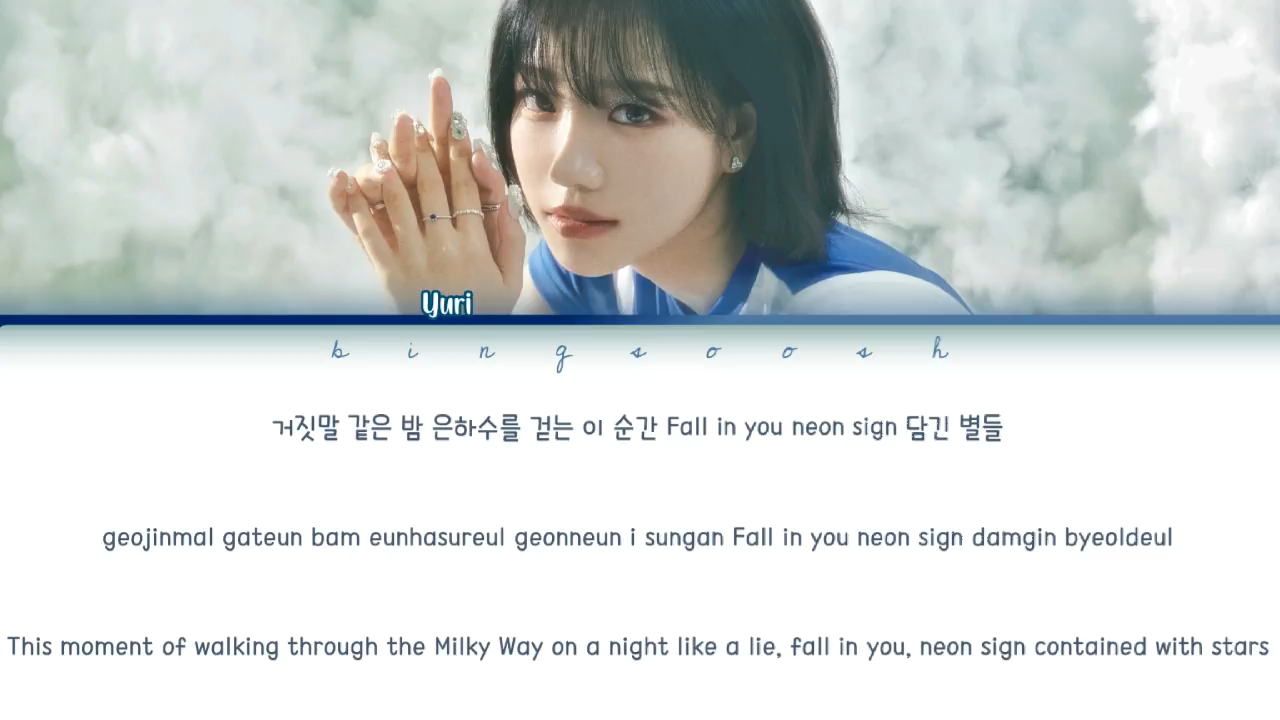 Yuri
bingsoosh
거짓말 같은 밤 은하수를 걷는 이 순간 Fall in you neon sign 담긴 별들
geojinmal gateun bam eunhasureul geonneun i sungan Fall in you neon sign damgin byeoldeul
This moment of walking through the Milky Way on a night like a lie, fall in you, neon sign contained with stars